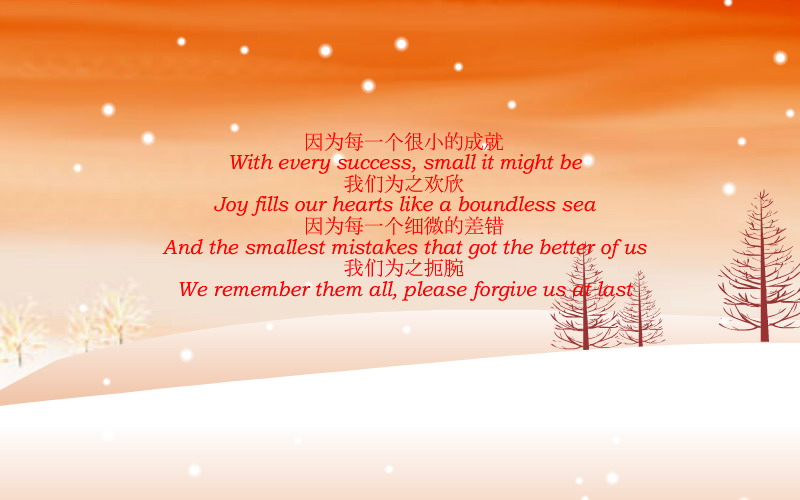 因为每一个很小的成就
With every success, small it might be
我们为之欢欣
Joy fills our hearts like a boundless sea
因为每一个细微的差错
And the smallest mistakes that got the better of us
我们为之扼腕
We remember them all, please forgive us at last